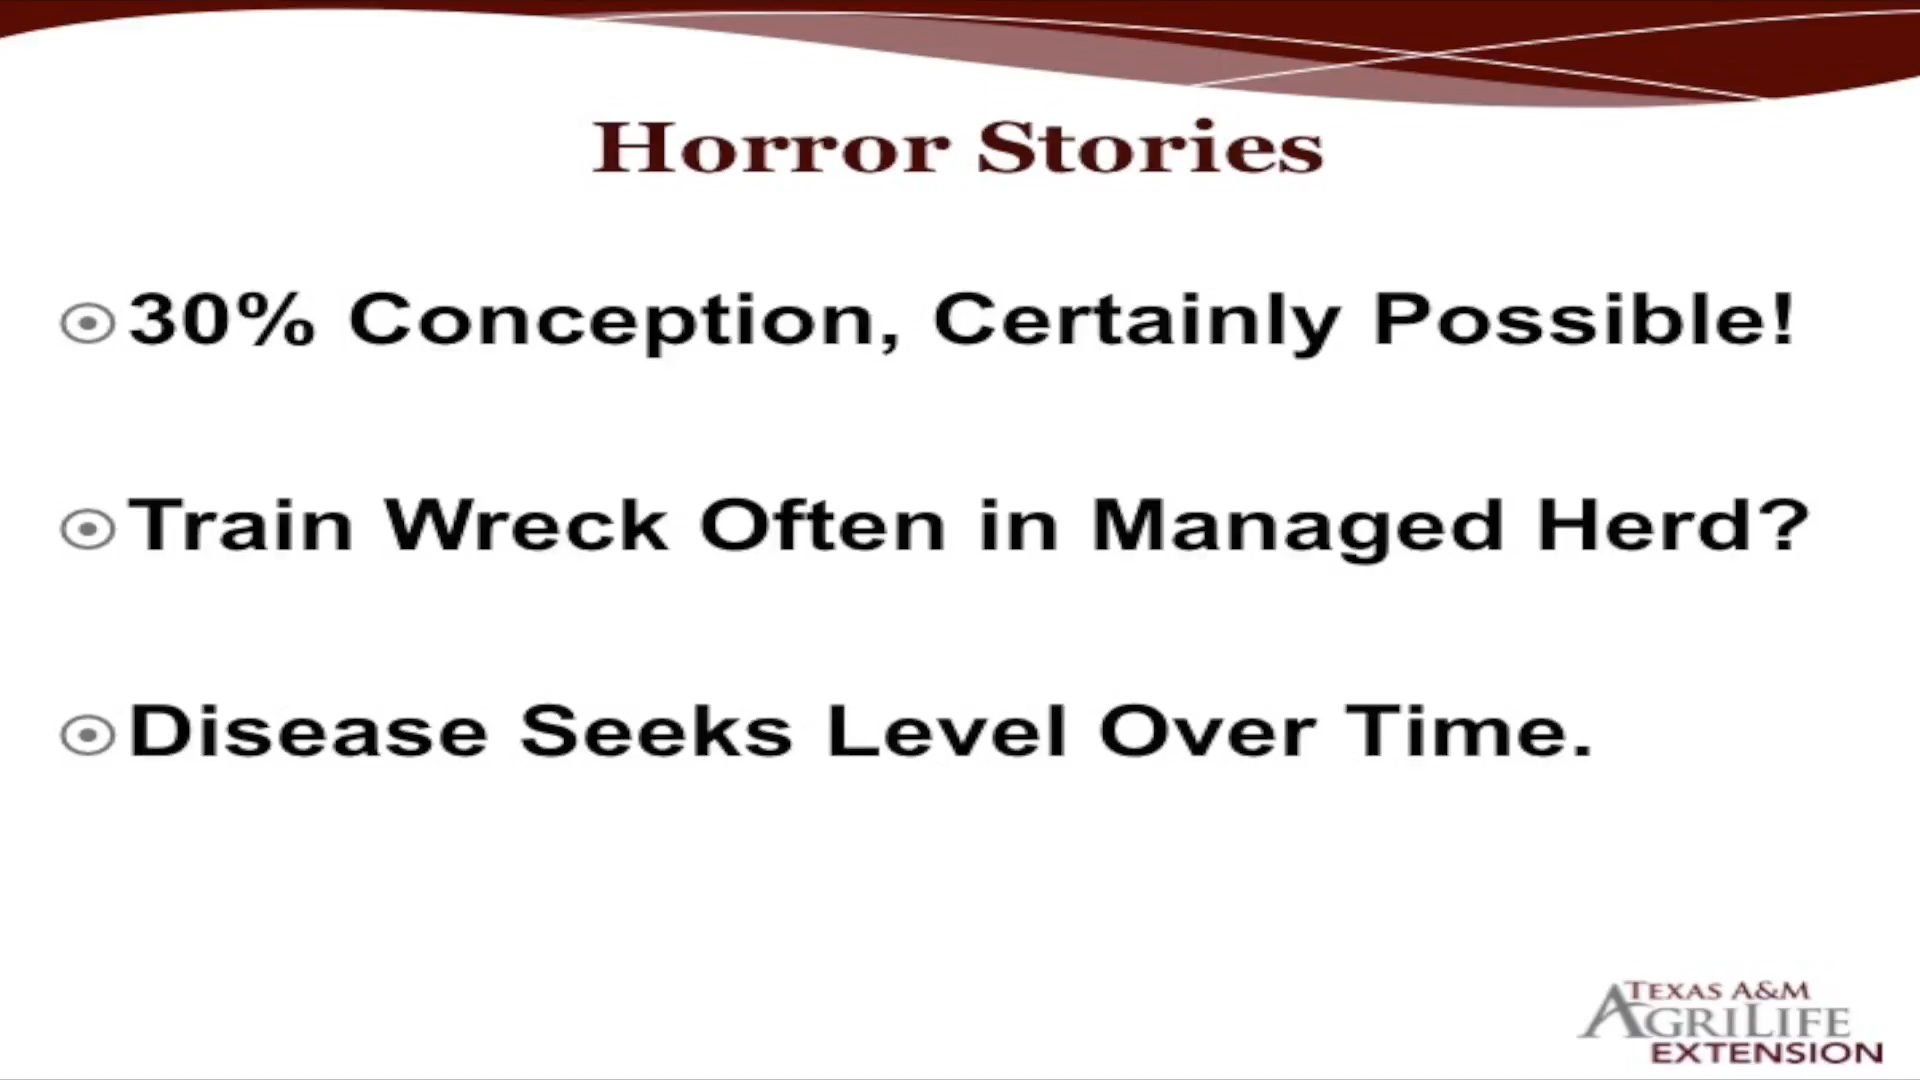 Horror Stories
30% Conception, Certainly Possible!
Train Wreck Often in Managed Herd?
Disease Seeks Level Over Time.
TEXAS A&M
AGRILIFE
EXTENSION